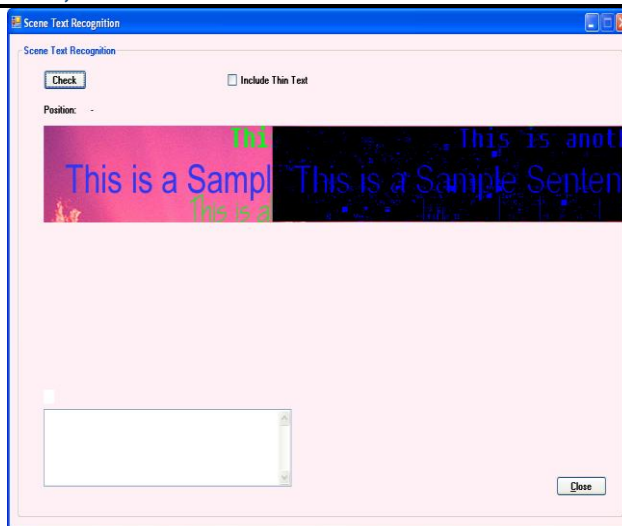 Scene Text Recognition
Scene Text Recognition
Check
Include Thin Text
Position: -
Thi
This is anot
This is a Sampl
This is a Sample Senten
This is a
Close